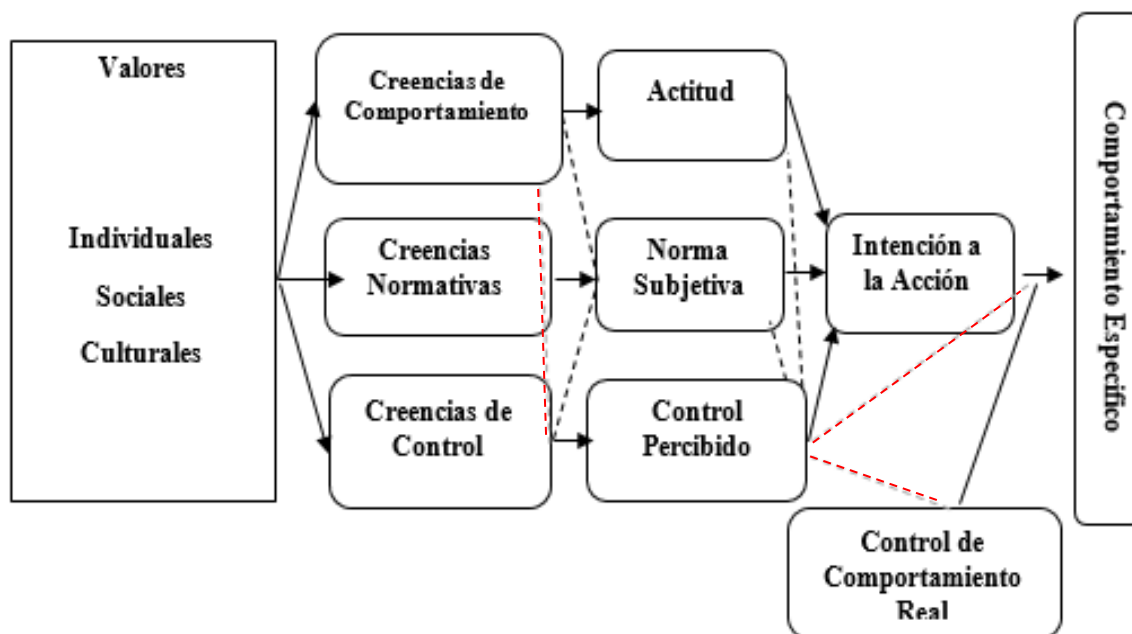 Valores
Individuales
Sociales
Culturales
Creencias de
Comportamiento
Creencias
Normativas
Creencias de
Control
Actitud
Norma
Subjetiva
Control
Percibido
Intención a
la Acción
Control de
Comportamiento
Real
Comportamiento Especifico